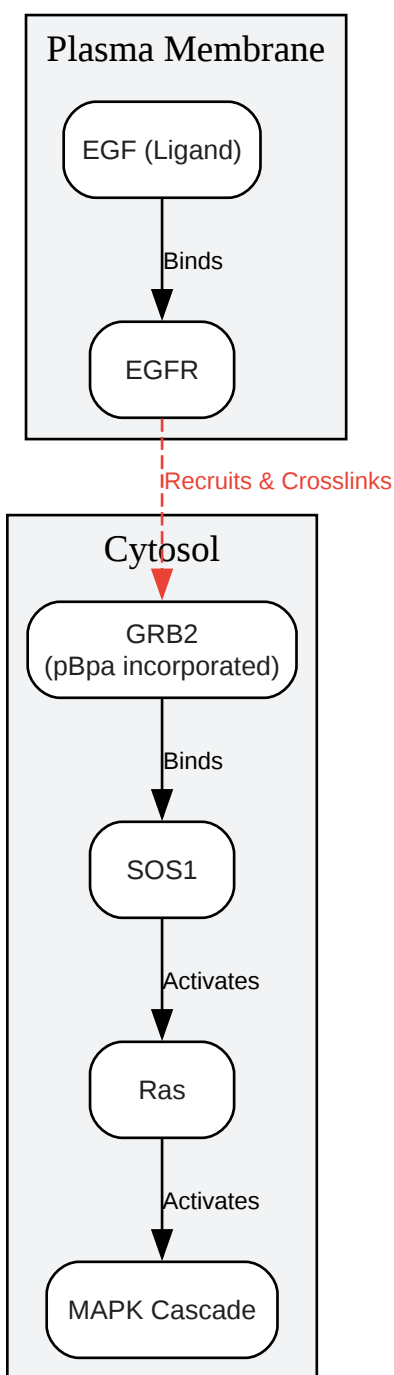 Plasma Membrane
EGF (Ligand)
Binds
EGFR
Recruits & Crosslinks
Cytosol
GRB2
(pBpa incorporated)
Binds
SOS1
Activates
Ras
Activates
MAPK Cascade